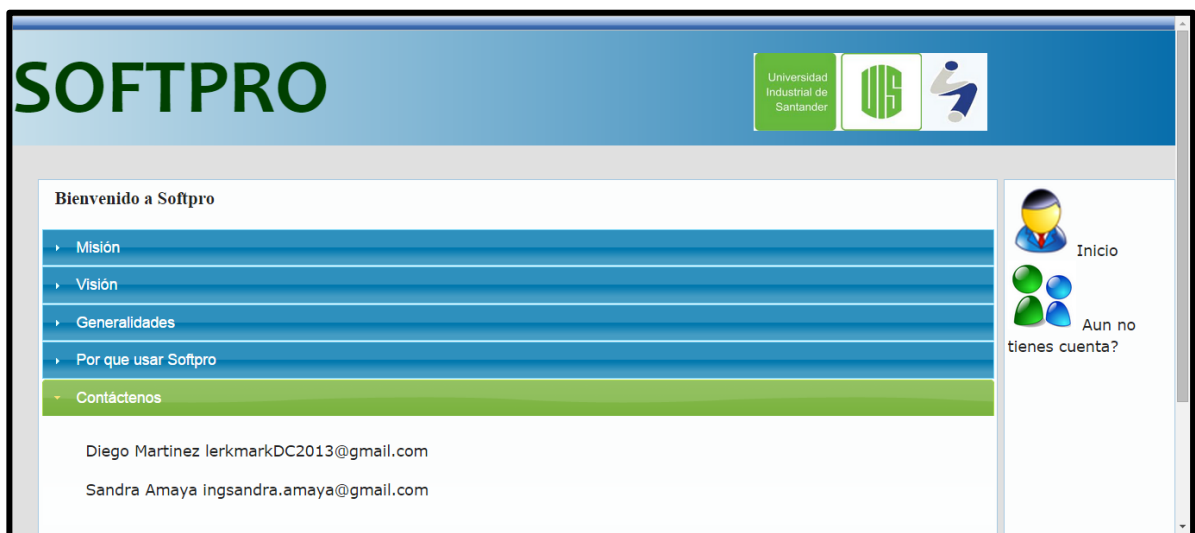 SOFTPRO
Universidad
Industrial de
Santander
UIS
Bienvenido a Softpro
Misión
Visión
Generalidades
Por que usar Softpro
Contáctenos
Diego Martinez lerkmarkDC2013@gmail.com
Sandra Amaya ingsandra.amaya@gmail.com
Inicio
Aun no
tienes cuenta?